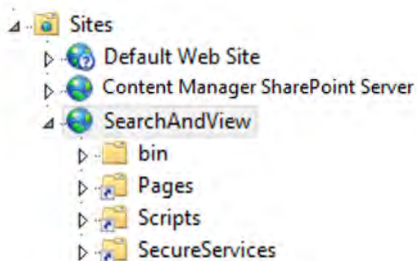 Sites
Default Web Site
Content Manager SharePoint Server
SearchAndView
bin
Pages
Scripts
SecureServices